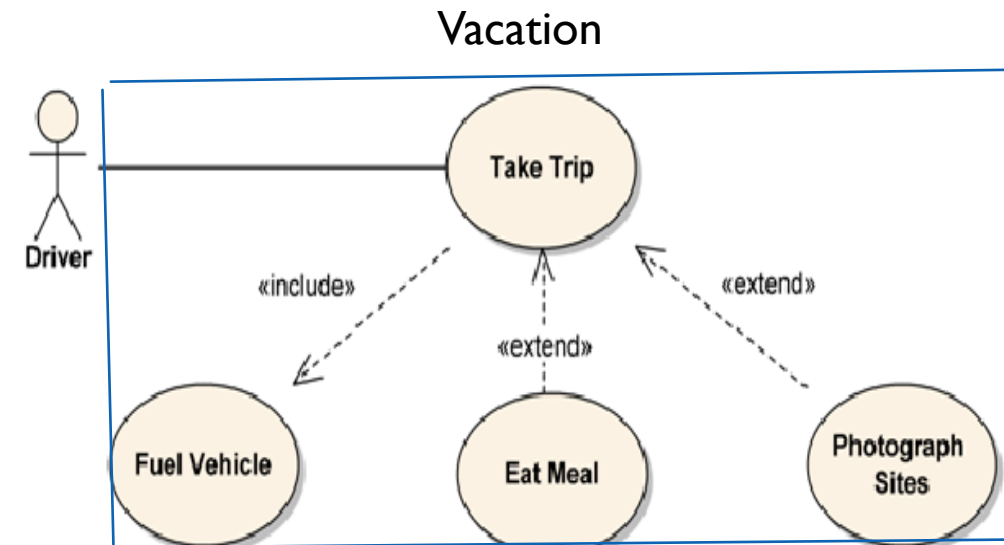 Vacation
Take Trip
Driver
«include»
«extend»
«extend»
Fuel Vehicle
Eat Meal
Photograph
Sites